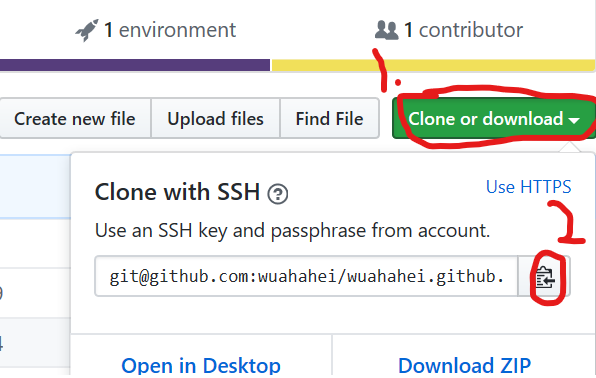 1 environment
1 contributor
1.
Create new file
Upload files
Find File
Clone or download
Clone with SSH ?
Use HTTPS
Use an SSH key and passphrase from account.
git@github.com:wuahahei/wuahahei.github.
Open in Desktop
Download ZIP
9
4